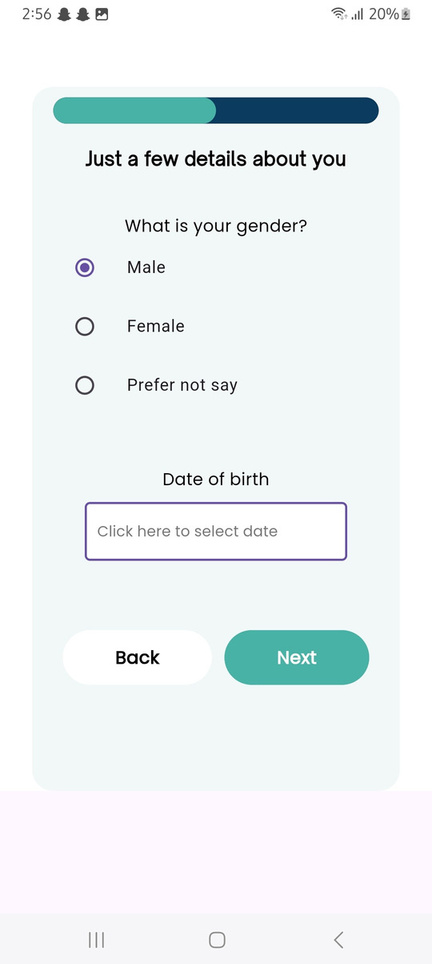 2:56
20%
Just a few details about you
What is your gender?
Male
Female
Prefer not say
Date of birth
Click here to select date
Back
Next